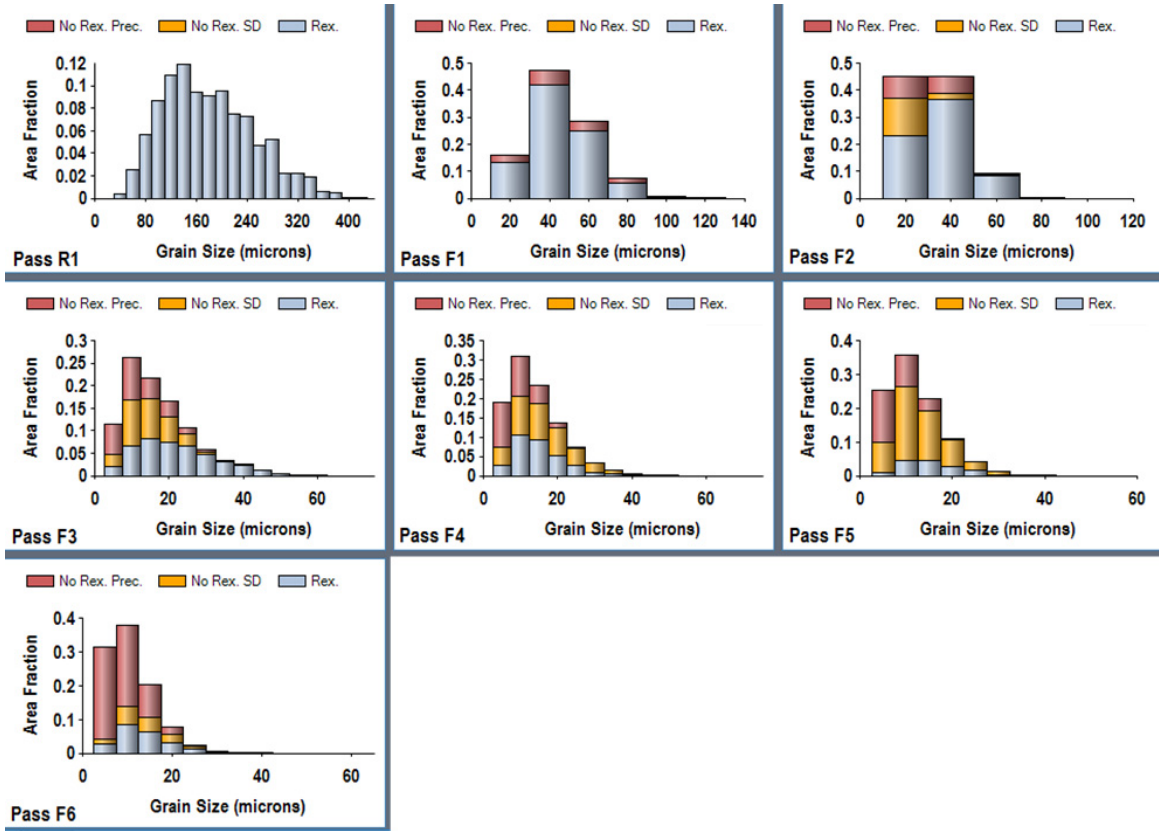 No Rex. Prec. No Rex. SD Rex.
Area Fraction
0.12
0.1
0.08
0.06
0.04
0.02
0
0 80 160 240 320 400
Grain Size (microns)
Pass R1
No Rex. Prec. No Rex. SD Rex.
Area Fraction
0.5
0.4
0.3
0.2
0.1
0
0 20 40 60 80 100 120 140
Grain Size (microns)
Pass F1
No Rex. Prec. No Rex. SD Rex.
Area Fraction
0.5
0.4
0.3
0.2
0.1
0
0 20 40 60 80 100 120
Grain Size (microns)
Pass F2
No Rex. Prec. No Rex. SD Rex.
Area Fraction
0.3
0.25
0.2
0.15
0.1
0.05
0
0 20 40 60
Grain Size (microns)
Pass F3
No Rex. Prec. No Rex. SD Rex.
Area Fraction
0.35
0.3
0.25
0.2
0.15
0.1
0.05
0
0 20 40 60
Grain Size (microns)
Pass F4
No Rex. Prec. No Rex. SD Rex.
Area Fraction
0.4
0.3
0.2
0.1
0
0 20 40 60
Grain Size (microns)
Pass F5
No Rex. Prec. No Rex. SD Rex.
Area Fraction
0.4
0.3
0.2
0.1
0
0 20 40 60
Grain Size (microns)
Pass F6